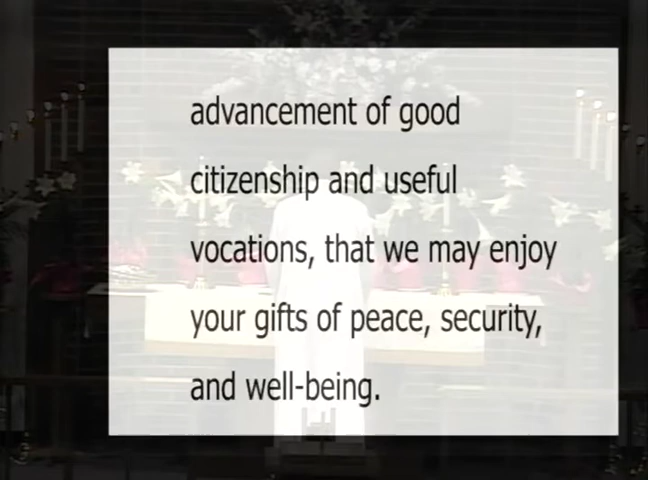 advancement of good
citizenship and useful
vocations, that we may enjoy
your gifts of peace, security,
and well-being.